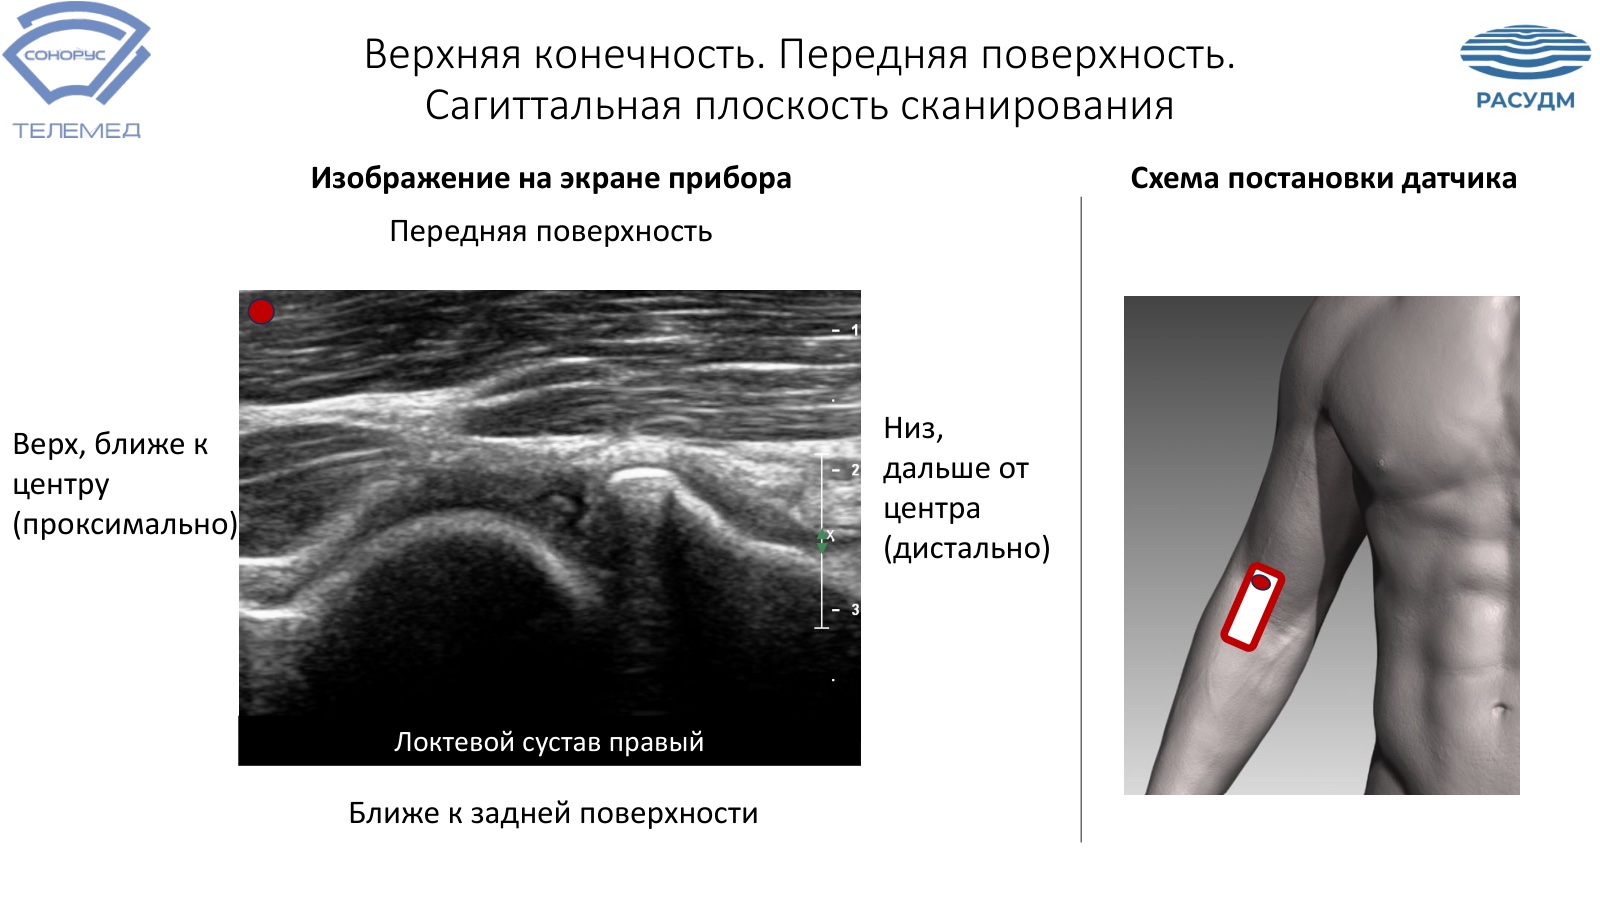 СОНОРУС
ТЕЛЕМЕД
Верхняя конечность. Передняя поверхность.
Сагиттальная плоскость сканирования
РАСУДМ
Изображение на экране прибора
Схема постановки датчика
Передняя поверхность
1
Верх, ближе к
центру
(проксимально)
Низ,
дальше от
центра
(дистально)
2
x
3
Локтевой сустав правый
Ближе к задней поверхности